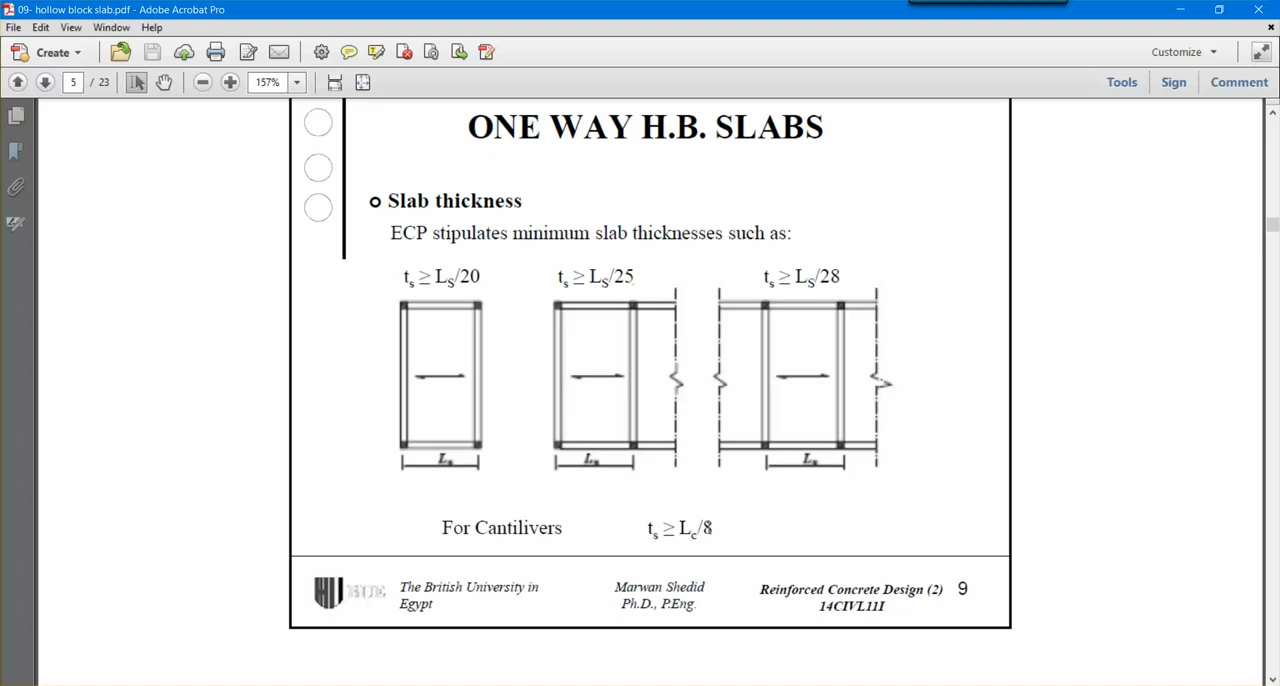 09- hollow block slab.pdf - Adobe Acrobat Pro
File Edit View Window Help
Create Customize
5 / 23 157% Tools Sign Comment
ONE WAY H.B. SLABS
Slab thickness
ECP stipulates minimum slab thicknesses such as:
ts ≥ LS/20 ts ≥ LS/25 ts ≥ LS/28
Ls Ls Ls
For Cantilivers ts ≥ Lc/8
BUE The British University in Egypt
Marwan Shedid
Ph.D., P.Eng.
Reinforced Concrete Design (2)
14CIVL11I
9